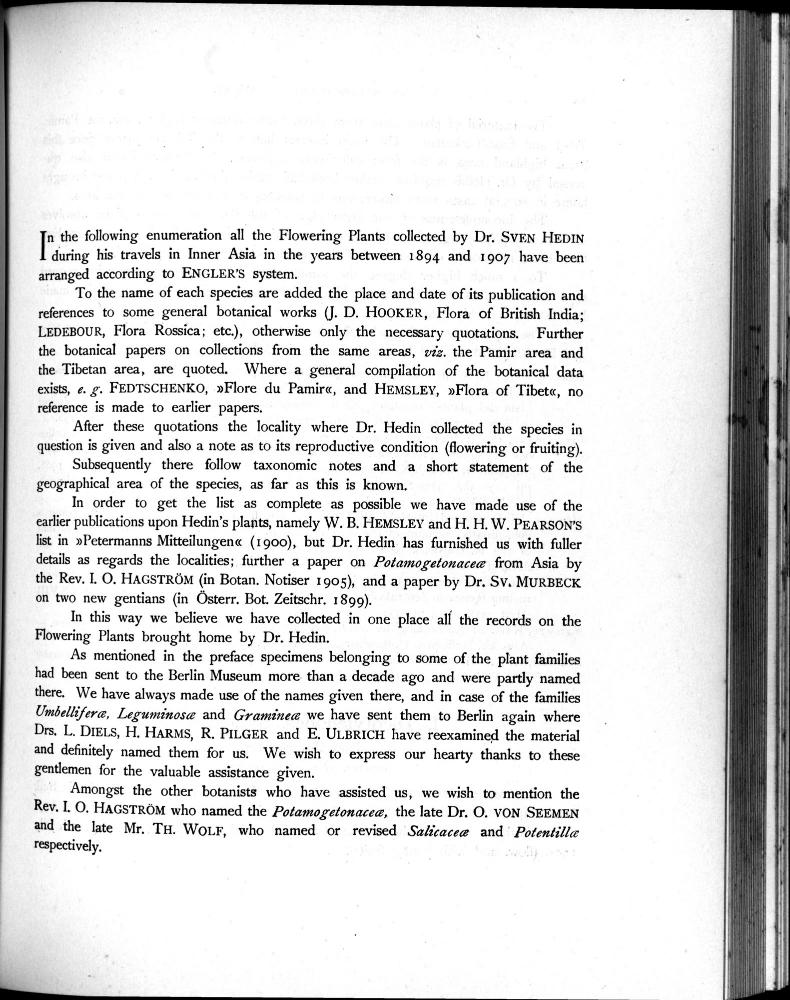 In the following enumeration all the Flowering Plants collected by Dr. SVEN HEDIN
during his travels in Inner Asia in the years between 1894 and 1907 have been
arranged according to ENGLER'S system.
To the name of each species are added the place and date of its publication and
references to some general botanical works (J. D. HOOKER, Flora of British India;
LEDEBOUR, Flora Rossica; etc.), otherwise only the necessary quotations. Further
the botanical papers on collections from the same areas, viz. the Pamir area and
the Tibetan area, are quoted. Where a general compilation of the botanical data
exists, e. g. FEDTSCHENKO, »Flore du Pamir«, and HEMSLEY, »Flora of Tibet«, no
reference is made to earlier papers.
After these quotations the locality where Dr. Hedin collected the species in
question is given and also a note as to its reproductive condition (flowering or fruiting).
Subsequently there follow taxonomic notes and a short statement of the
geographical area of the species, as far as this is known.
In order to get the list as complete as possible we have made use of the
earlier publications upon Hedin's plants, namely W. B. HEMSLEY and H. H. W. PEARSON'S
list in »Petermanns Mitteilungen« (1900), but Dr. Hedin has furnished us with fuller
details as regards the localities; further a paper on Potamogetonaceæ from Asia by
the Rev. I. O. HAGSTRÖM (in Botan. Notiser 1905), and a paper by Dr. SV. MURBECK
on two new gentians (in Österr. Bot. Zeitschr. 1899).
In this way we believe we have collected in one place all the records on the
Flowering Plants brought home by Dr. Hedin.
As mentioned in the preface specimens belonging to some of the plant families
had been sent to the Berlin Museum more than a decade ago and were partly named
there. We have always made use of the names given there, and in case of the families
Umbelliferæ, Leguminosæ and Gramineæ we have sent them to Berlin again where
Drs. L. DIELS, H. HARMS, R. PILGER and E. ULBRICH have reexamined the material
and definitely named them for us. We wish to express our hearty thanks to these
gentlemen for the valuable assistance given.
Amongst the other botanists who have assisted us, we wish to mention the
Rev. I. O. HAGSTRÖM who named the Potamogetonaceæ, the late Dr. O. VON SEEMEN
and the late Mr. TH. WOLF, who named or revised Salicaceæ and Potentillæ
respectively.